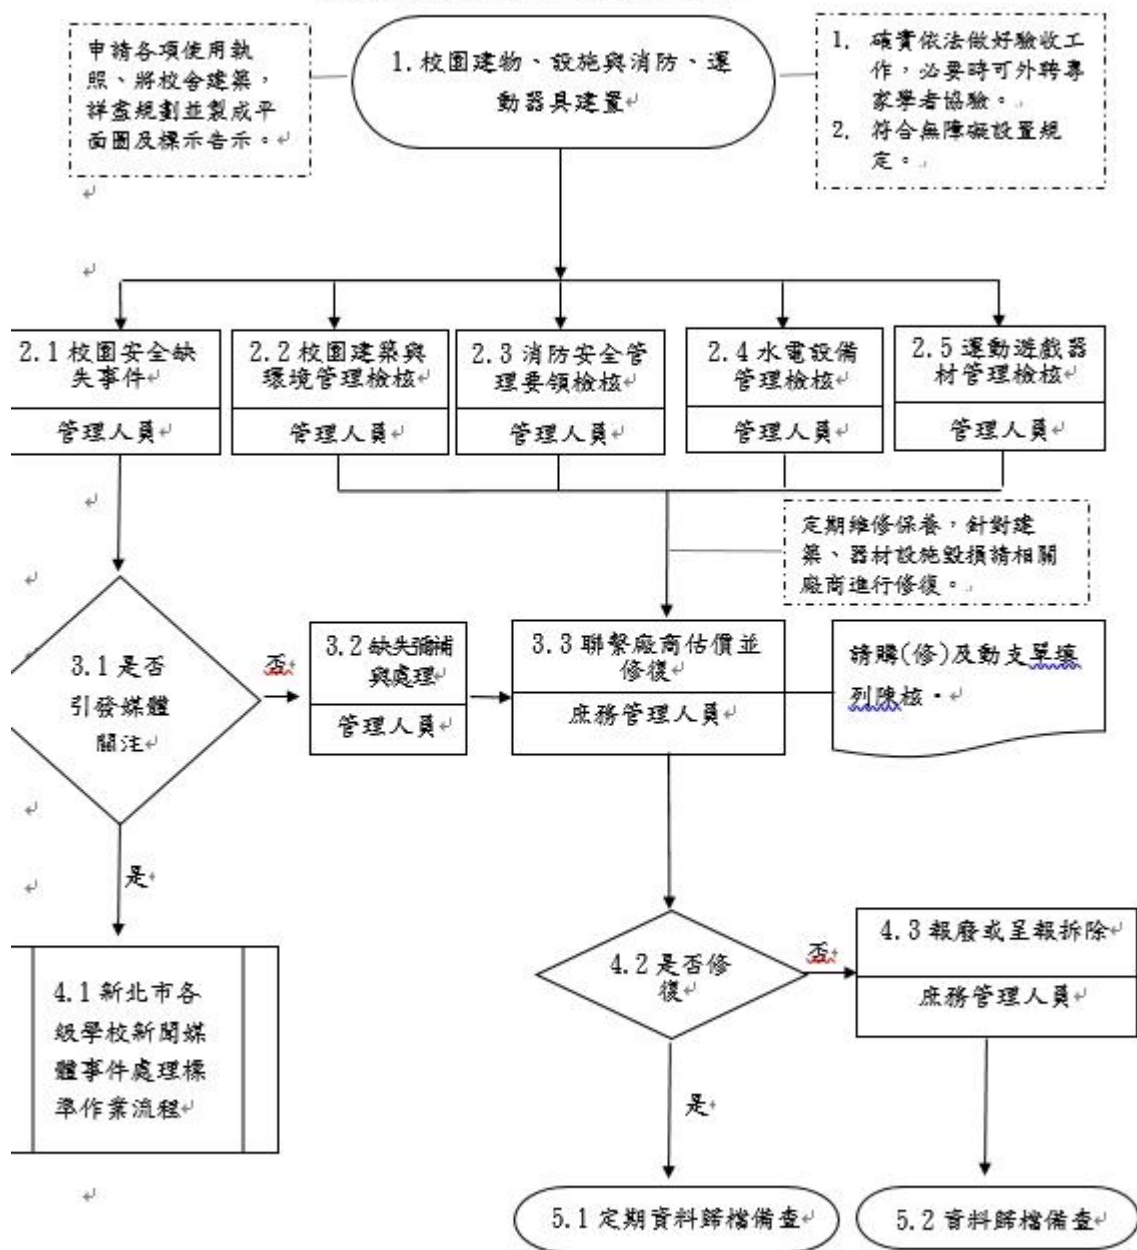 申請各項使用執
照、將校舍建築,
詳盡規劃並製成平
面圖及標示告示。
1.校園建物、設施與消防、運
動器具建置
1. 確實依法做好驗收工
作,必要時可外聘專
家學者協驗。
2. 符合無障礙設置規
定。
2.1 校園安全缺
失事件
管理人員
2.2 校園建築與
環境管理檢核
管理人員
2.3 消防安全管
理要領檢核
管理人員
2.4 水電設備
管理檢核
管理人員
2.5 運動遊戲器
材管理檢核
管理人員
定期維修保養,針對建
築、器材設施毀損請相關
廠商進行修復。
3.1 是否
引發媒體
關注
否
3.2 缺失彌補
與處理
管理人員
3.3 聯繫廠商估價並
修復
庶務管理人員
請購(修)及動支單填
列陳核。
是
4.1 新北市各
級學校新聞媒
體事件處理標
準作業流程
4.2 是否修
復
否
4.3 報廢或呈報拆除
庶務管理人員
是
5.1 定期資料歸檔備查
5.2 資料歸檔備查